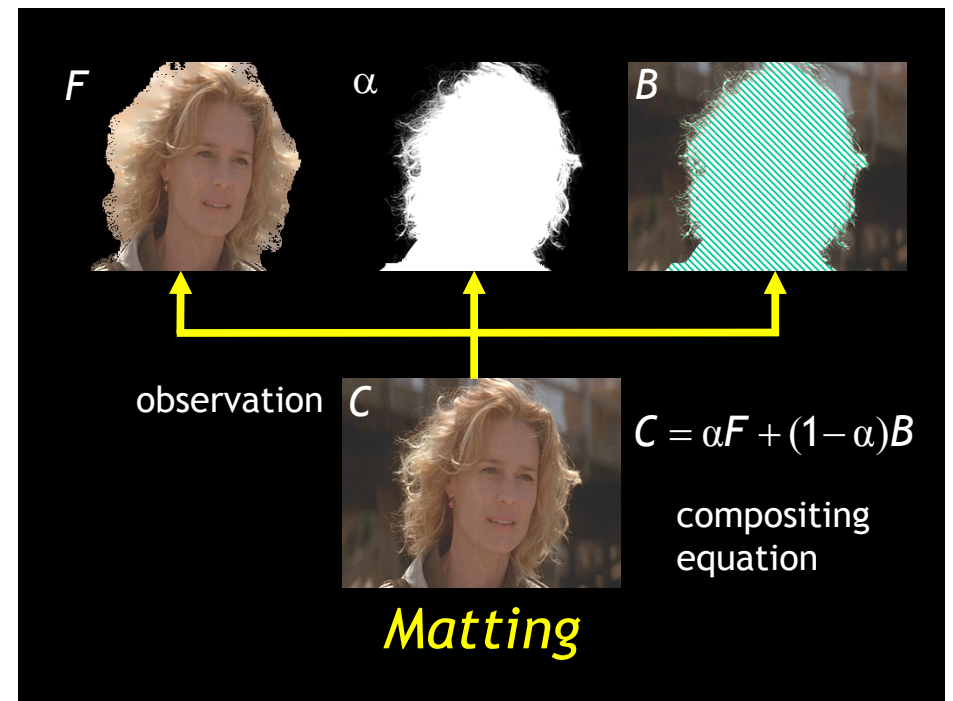 F
α
B
observation
C
C = αF + (1 − α)B
compositing
equation
Matting